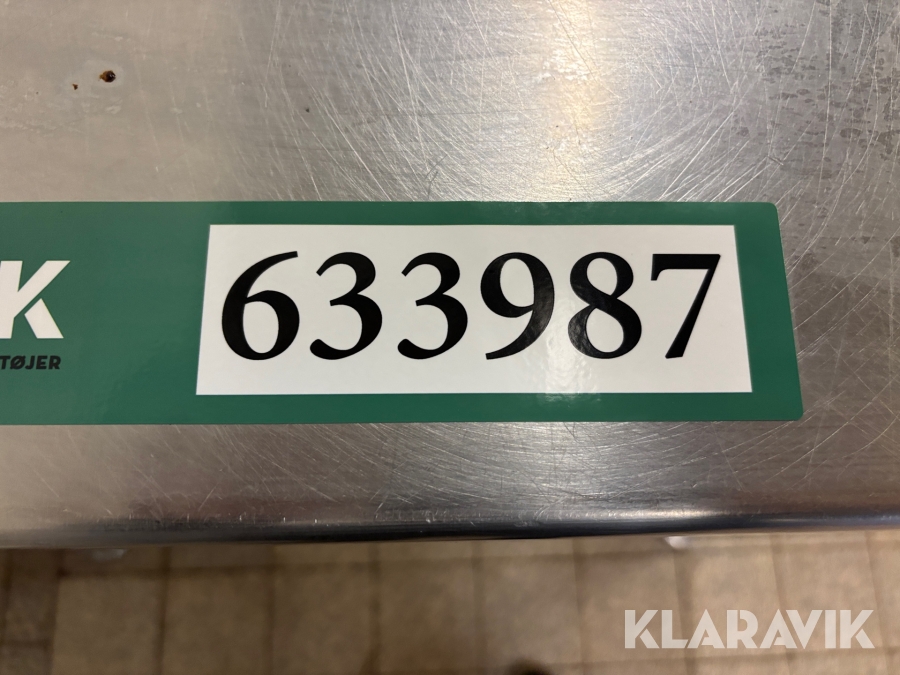 K
TØJER
633987
KLARAVIK